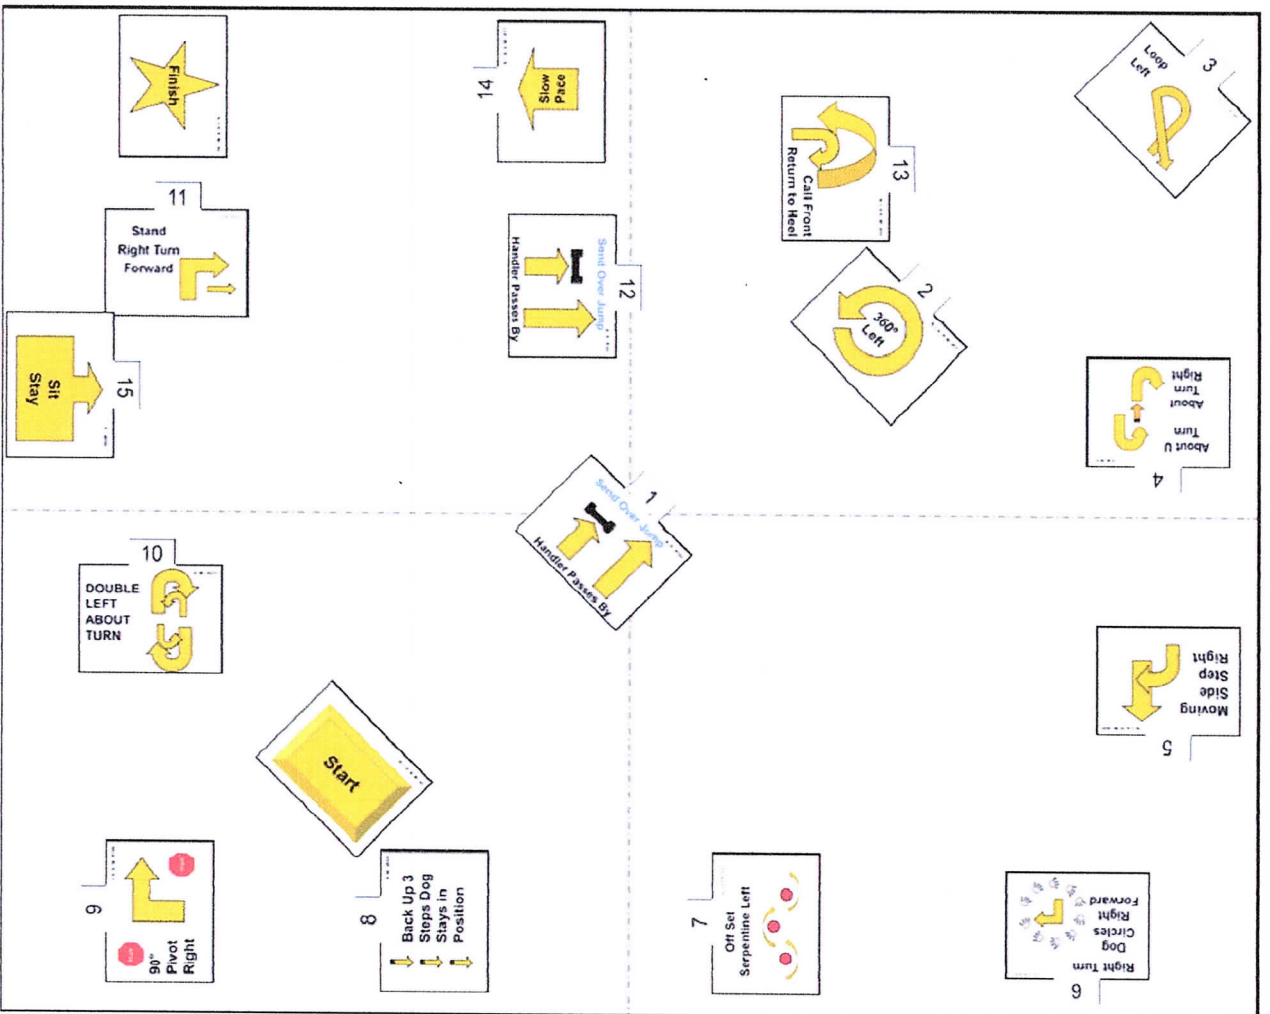 Start
1
Send Over Jump
Handler Passes By
2
360°
Left
3
Loop
Left
4
About U
Turn
About
Turn
Right
5
Moving
Side
Step
Right
6
Right Turn
Dog
Circles
Right
Forward
7
Off Set
Serpentine Left
8
Back Up 3
Steps Dog
Stays in
Position
9
90°
Pivot
Right
10
DOUBLE
LEFT
ABOUT
TURN
11
Stand
Right Turn
Forward
12
Send Over Jump
Handler Passes By
13
Call Front
Return to Heel
14
Slow
Pace
15
Sit
Stay
Finish